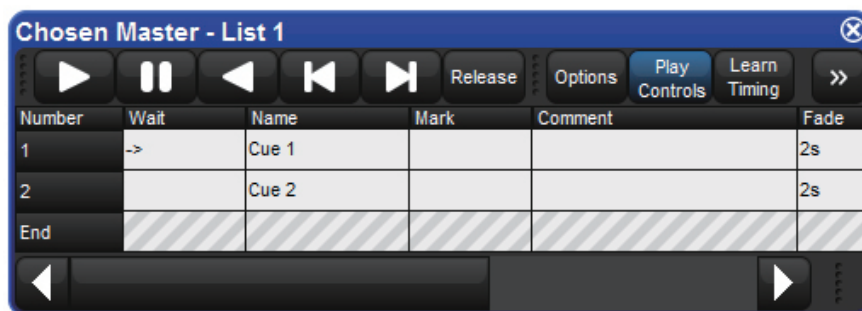 Chosen Master - List 1
Release Options Play Controls Learn Timing »
Number Wait Name Mark Comment Fade
1 -> Cue 1 2s
2 Cue 2 2s
End